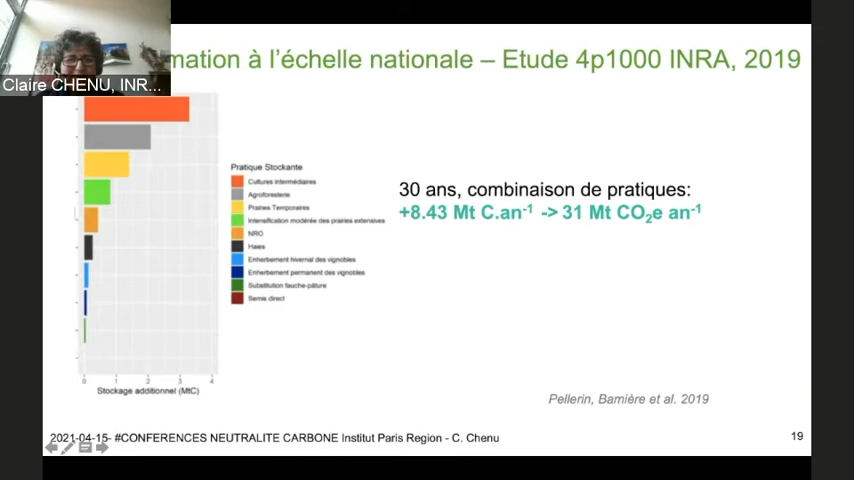 mation à l'échelle nationale – Etude 4p1000 INRA, 2019
Claire CHENU, INR...
Pratique Stockante
Cultures intermédiaires
Agroforesterie
Prairies Temporaires
Intensification modérée des prairies extensives
NRO
Haies
Enherbement hivernal des vignobles
Enherbement permanent des vignobles
Substitution fauche-pâture
Semis direct
30 ans, combinaison de pratiques:
+8.43 Mt C.an⁻¹ -> 31 Mt CO₂e an⁻¹
0 1 2 3 4
Stockage additionnel (MtC)
Pellerin, Bamière et al. 2019
2021-04-15- #CONFERENCES NEUTRALITE CARBONE Institut Paris Region - C. Chenu
19